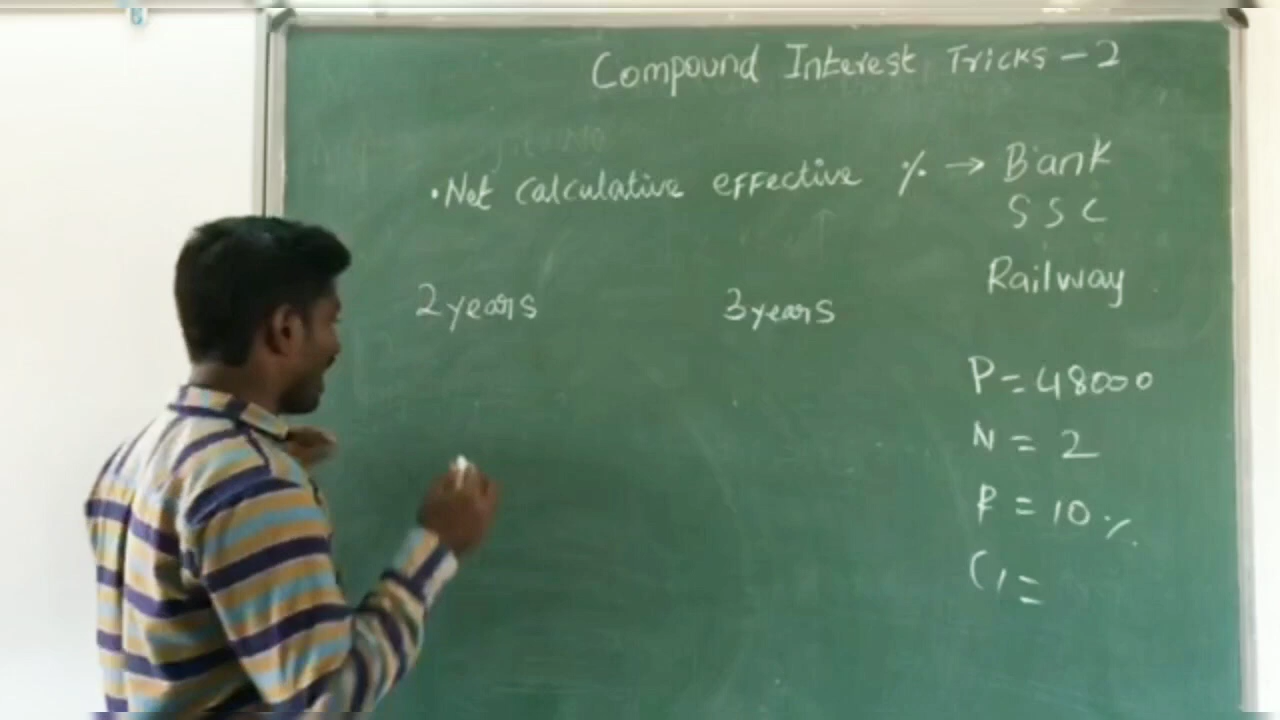 Compound Interest Tricks - 2
• Net calculative effective % → Bank
SSC
Railway
2 years 3 years
P = 48000
N = 2
R = 10%
CI =